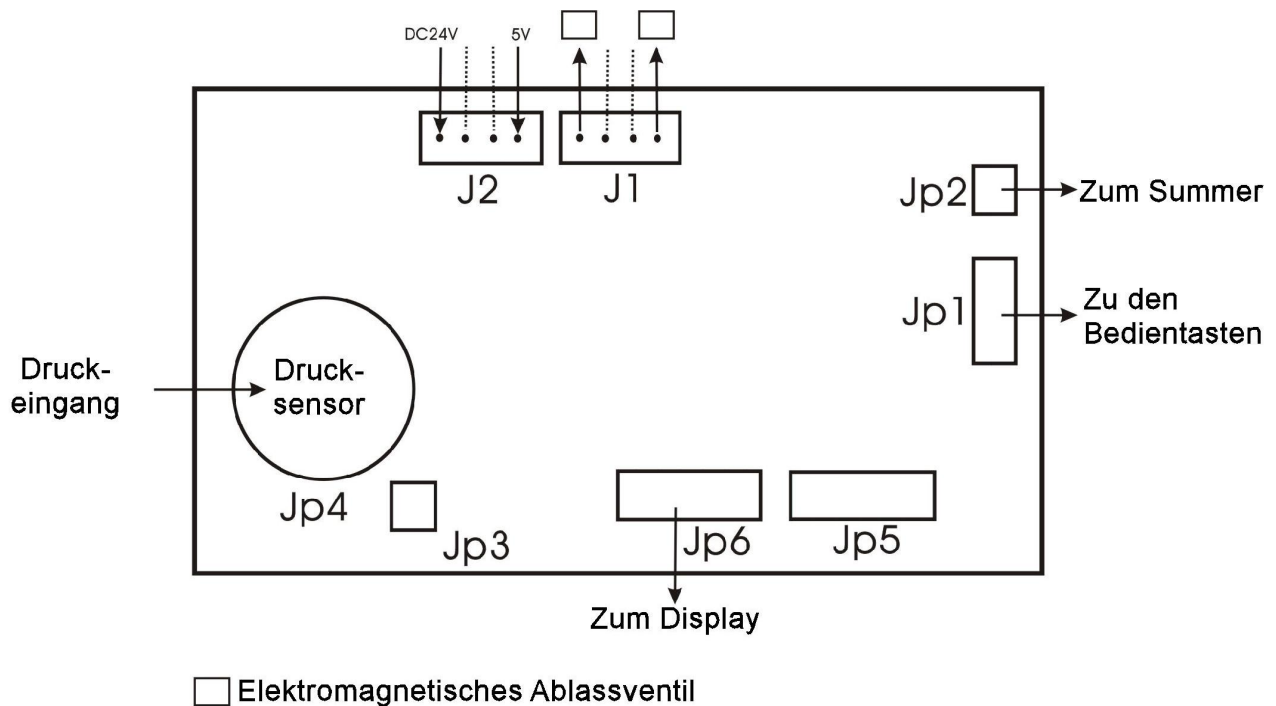 DC24V
5V
J2
J1
Jp2
Zum Summer
Jp1
Zu den
Bedientasten
Druck-
eingang
Druck-
sensor
Jp4
Jp3
Jp6
Jp5
Zum Display
Elektromagnetisches Ablassventil